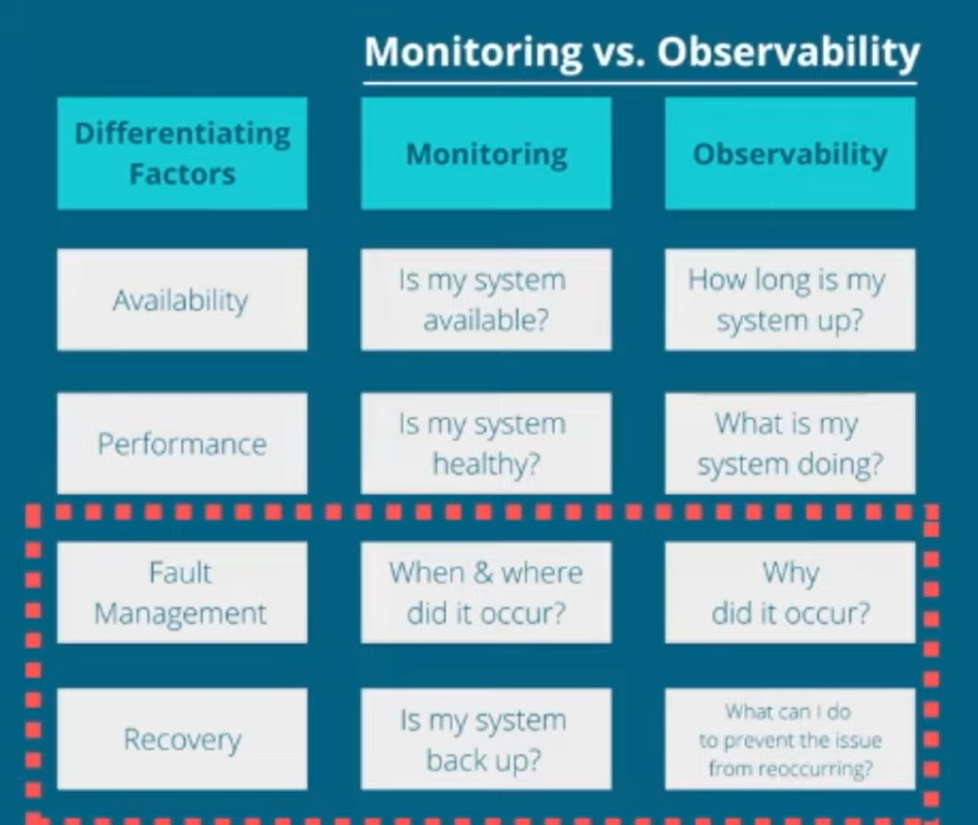 Monitoring vs. Observability
Differentiating
Factors
Monitoring
Observability
Availability
Is my system
available?
How long is my
system up?
Performance
Is my system
healthy?
What is my
system doing?
Fault
Management
When & where
did it occur?
Why
did it occur?
Recovery
Is my system
back up?
What can I do
to prevent the issue
from reoccurring?